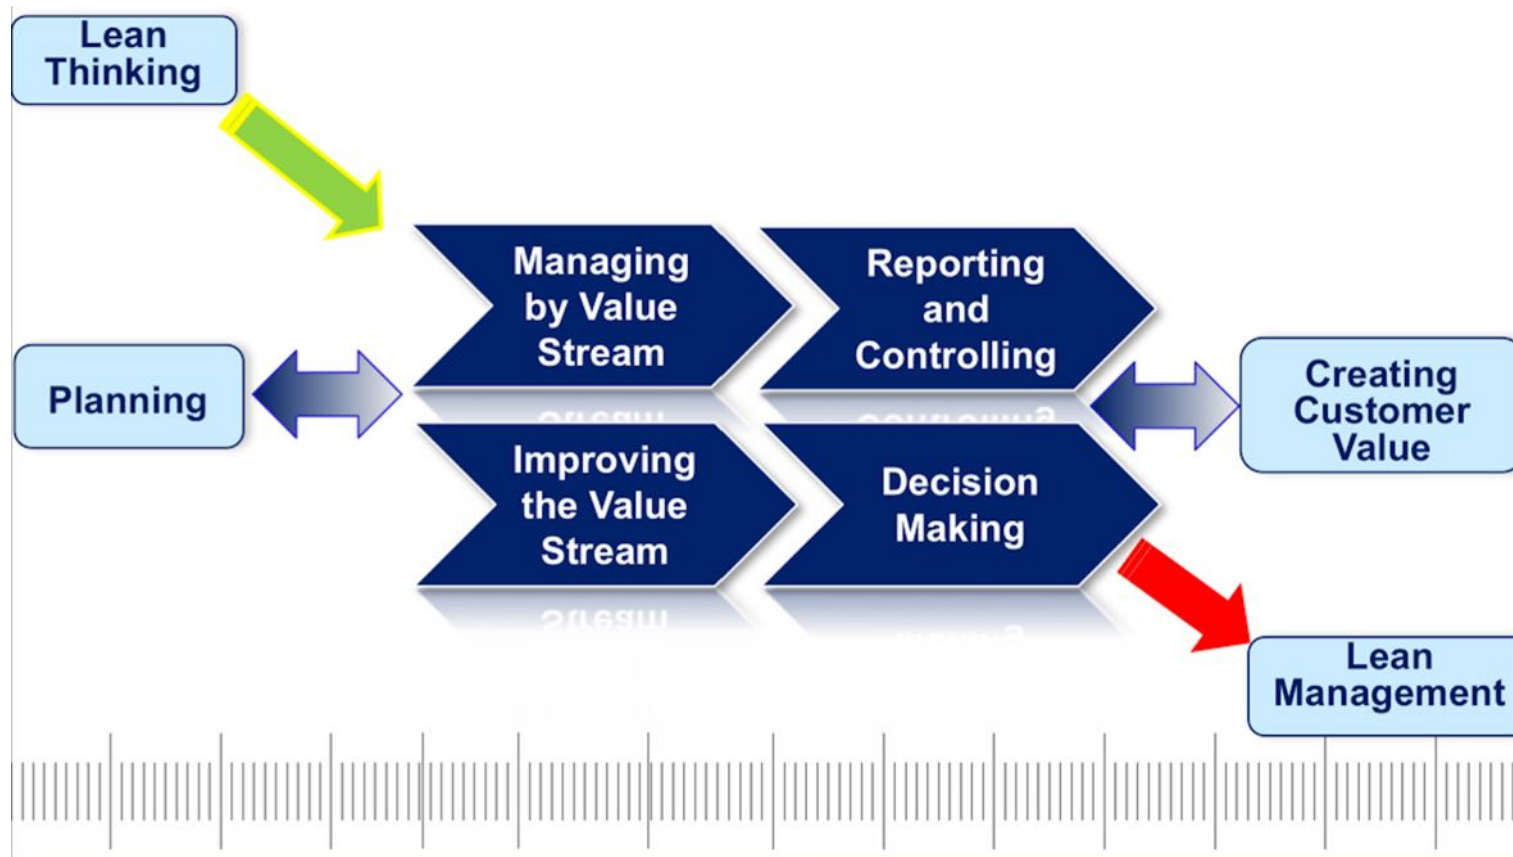 Lean
Thinking
Managing
by Value
Stream
Reporting
and
Controlling
Planning
Creating
Customer
Value
Improving
the Value
Stream
Decision
Making
Lean
Management